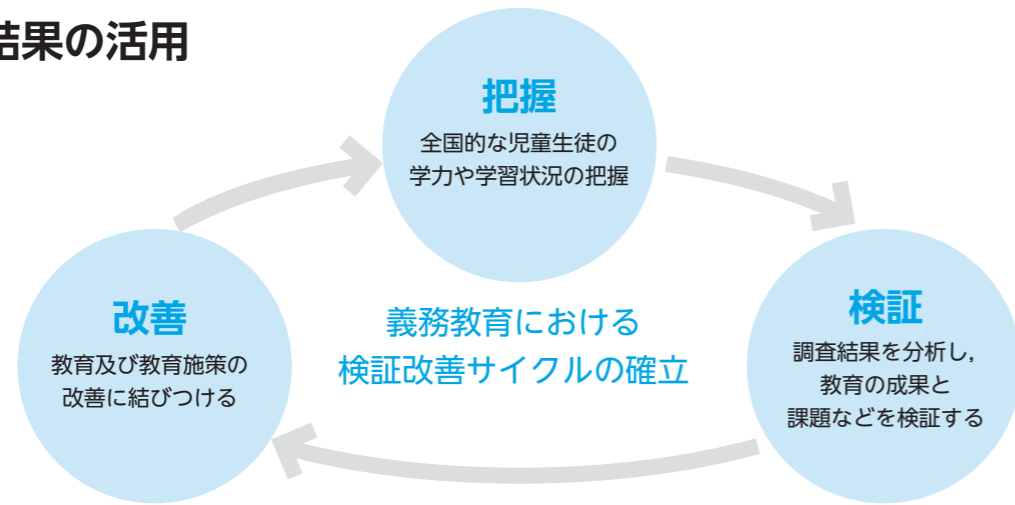 結果の活用
把握
全国的な児童生徒の
学力や学習状況の把握
検証
調査結果を分析し,
教育の成果と
課題などを検証する
改善
教育及び教育施策の
改善に結びつける
義務教育における
検証改善サイクルの確立